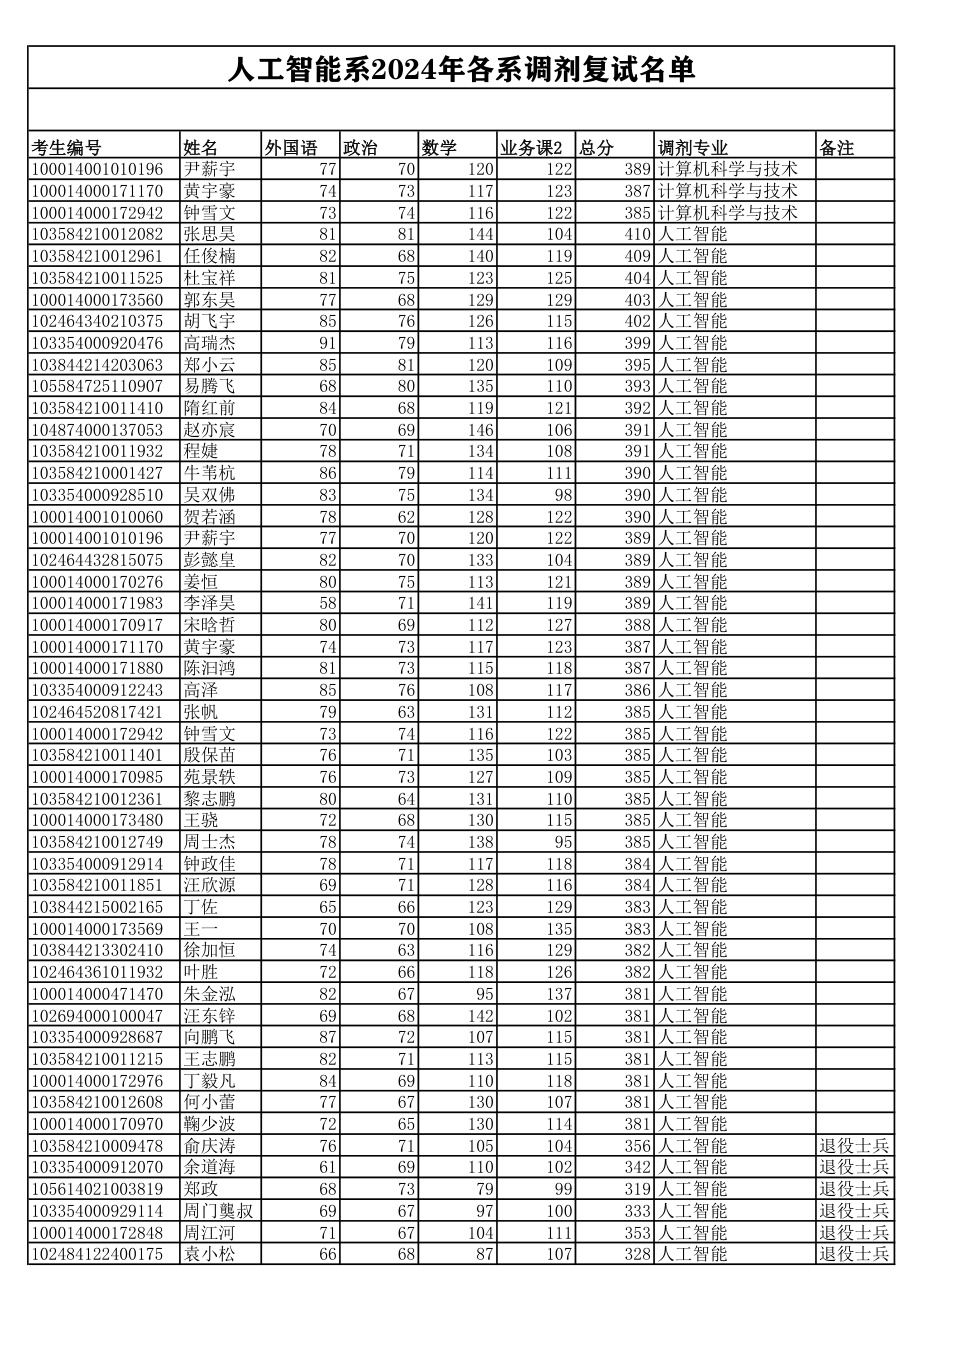 人工智能系2024年各系调剂复试名单
考生编号 姓名 外国语 政治 数学 业务课2 总分 调剂专业 备注
100014001010196 尹薪宇 77 70 120 122 389 计算机科学与技术
100014000171170 黄宇豪 74 73 117 123 387 计算机科学与技术
100014000172942 钟雪文 73 74 116 122 385 计算机科学与技术
103584210012082 张思昊 81 81 144 104 410 人工智能
103584210012961 任俊楠 82 68 140 119 409 人工智能
103584210011525 杜宝祥 81 75 123 125 404 人工智能
100014000173560 郭东昊 77 68 129 129 403 人工智能
102464340210375 胡飞宇 85 76 126 115 402 人工智能
103354000920476 高瑞杰 91 79 113 116 399 人工智能
103844214203063 郑小云 85 81 120 109 395 人工智能
105584725110907 易腾飞 68 80 135 110 393 人工智能
103584210011410 隋红前 84 68 119 121 392 人工智能
104874000137053 赵亦宸 70 69 146 106 391 人工智能
103584210011932 程婕 78 71 134 108 391 人工智能
103584210001427 牛苇杭 86 79 114 111 390 人工智能
103354000928510 吴双佛 83 75 134 98 390 人工智能
100014001010060 贺若涵 78 62 128 122 390 人工智能
100014001010196 尹薪宇 77 70 120 122 389 人工智能
102464432815075 彭懿皇 82 70 133 104 389 人工智能
100014000170276 姜恒 80 75 113 121 389 人工智能
100014000171983 李泽昊 58 71 141 119 389 人工智能
100014000170917 宋晗哲 80 69 112 127 388 人工智能
100014000171170 黄宇豪 74 73 117 123 387 人工智能
100014000171880 陈汩鸿 81 73 115 118 387 人工智能
103354000912243 高泽 85 76 108 117 386 人工智能
102464520817421 张帆 79 63 131 112 385 人工智能
100014000172942 钟雪文 73 74 116 122 385 人工智能
103584210011401 殷保苗 76 71 135 103 385 人工智能
100014000170985 苑景轶 76 73 127 109 385 人工智能
103584210012361 黎志鹏 80 64 131 110 385 人工智能
100014000173480 王骁 72 68 130 115 385 人工智能
103584210012749 周士杰 78 74 138 95 385 人工智能
103354000912914 钟政佳 78 71 117 118 384 人工智能
103584210011851 汪欣源 69 71 128 116 384 人工智能
103844215002165 丁佐 65 66 123 129 383 人工智能
100014000173569 王一 70 70 108 135 383 人工智能
103844213302410 徐加恒 74 63 116 129 382 人工智能
102464361011932 叶胜 72 66 118 126 382 人工智能
100014000471470 朱金泓 82 67 95 137 381 人工智能
102694000100047 汪东锌 69 68 142 102 381 人工智能
103354000928687 向鹏飞 87 72 107 115 381 人工智能
103584210011215 王志鹏 82 71 113 115 381 人工智能
100014000172976 丁毅凡 84 69 110 118 381 人工智能
103584210012608 何小蕾 77 67 130 107 381 人工智能
100014000170970 鞠少波 72 65 130 114 381 人工智能
103584210009478 俞庆涛 76 71 105 104 356 人工智能 退役士兵
103354000912070 余道海 61 69 110 102 342 人工智能 退役士兵
105614021003819 郑政 68 73 79 99 319 人工智能 退役士兵
103354000929114 周门龑叔 69 67 97 100 333 人工智能 退役士兵
100014000172848 周江河 71 67 104 111 353 人工智能 退役士兵
102484122400175 袁小松 66 68 87 107 328 人工智能 退役士兵